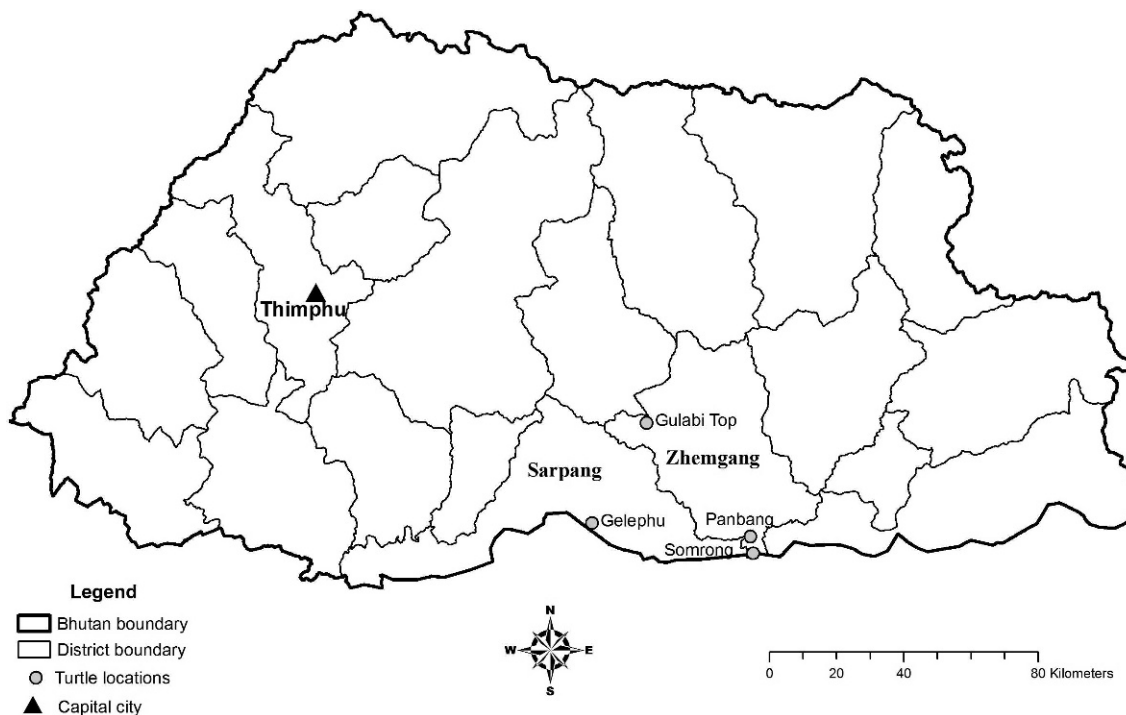 Thimphu
Gulabi Top
Zhemgang
Sarpang
Gelephu
Panbang
Somrong
Legend
Bhutan boundary
District boundary
Turtle locations
Capital city
N
W E
S
0 20 40 80 Kilometers